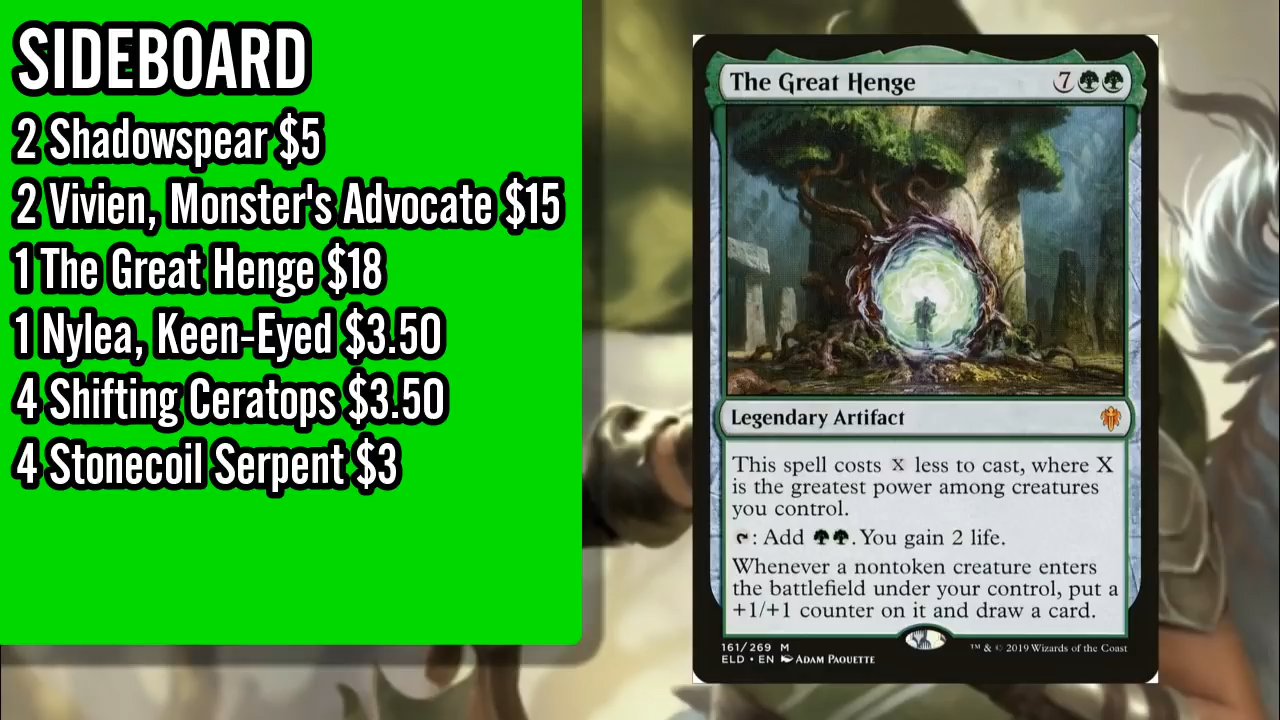 SIDEBOARD
2 Shadowspear $5
2 Vivien, Monster's Advocate $15
1 The Great Henge $18
1 Nylea, Keen-Eyed $3.50
4 Shifting Ceratops $3.50
4 Stonecoil Serpent $3
The Great Henge 7
Legendary Artifact
This spell costs X less to cast, where X
is the greatest power among creatures
you control.
: Add . You gain 2 life.
Whenever a nontoken creature enters
the battlefield under your control, put a
+1/+1 counter on it and draw a card.
161/269 M
ELD • EN Adam Paquette
™ & © 2019 Wizards of the Coast